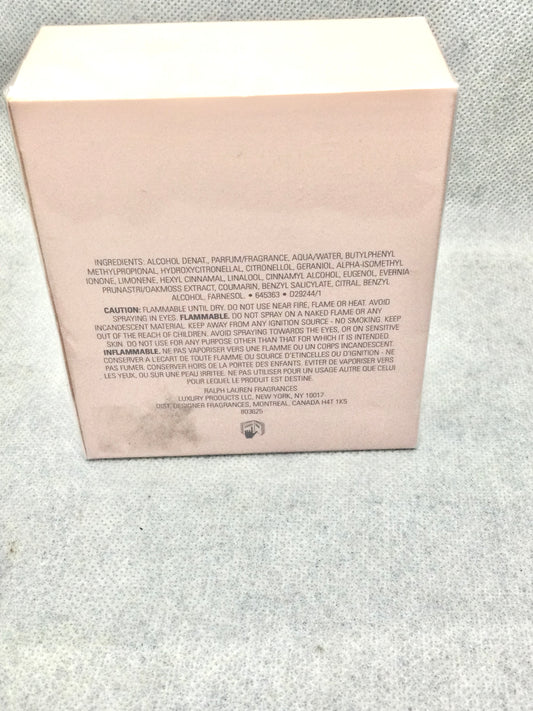 INGREDIENTS: ALCOHOL DENAT., PARFUM/FRAGRANCE, AQUA/WATER, BUTYLPHENYL
METHYLPROPIONAL, HYDROXYCITRONELLAL, CITRONELLOL, GERANIOL, ALPHA-ISOMETHYL
IONONE, LIMONENE, HEXYL CINNAMAL, LINALOOL, CINNAMYL ALCOHOL, EUGENOL, EVERNIA
PRUNASTRI/OAKMOSS EXTRACT, COUMARIN, BENZYL SALICYLATE, CITRAL, BENZYL
ALCOHOL, FARNESOL. • 645363 • D29244/1
CAUTION: FLAMMABLE UNTIL DRY. DO NOT USE NEAR FIRE, FLAME OR HEAT. AVOID
SPRAYING IN EYES. FLAMMABLE. DO NOT SPRAY ON A NAKED FLAME OR ANY
INCANDESCENT MATERIAL. KEEP AWAY FROM ANY IGNITION SOURCE - NO SMOKING. KEEP
OUT OF THE REACH OF CHILDREN. AVOID SPRAYING TOWARDS THE EYES, OR ON SENSITIVE
SKIN. DO NOT USE FOR ANY PURPOSE OTHER THAN THAT FOR WHICH IT IS INTENDED.
INFLAMMABLE. NE PAS VAPORISER VERS UNE FLAMME OU UN CORPS INCANDESCENT
CONSERVER A L'ECART DE TOUTE FLAMME OU SOURCE D'ETINCELLES OU D'IGNITION - NE
PAS FUMER. CONSERVER HORS DE LA PORTEE DES ENFANTS. EVITER DE VAPORISER VERS
LES YEUX, OU SUR UNE PEAU IRRITEE. NE PAS UTILISER POUR UN USAGE AUTRE QUE CELUI
POUR LEQUEL LE PRODUIT EST DESTINE.
RALPH LAUREN FRAGRANCES
LUXURY PRODUCTS LLC, NEW YORK, NY 10017
DIST. DESIGNER FRAGRANCES, MONTREAL, CANADA H4T 1K5
803625